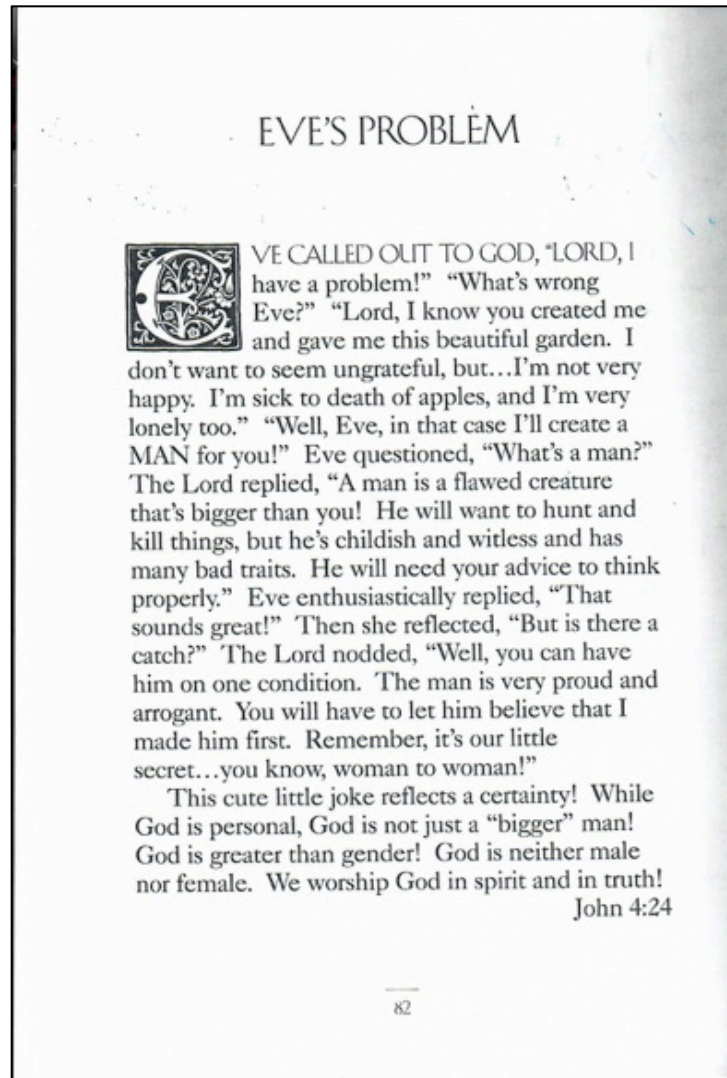 EVE'S PROBLEM
EVE CALLED OUT TO GOD, "LORD, I
have a problem!" "What's wrong
Eve?" "Lord, I know you created me
and gave me this beautiful garden. I
don't want to seem ungrateful, but...I'm not very
happy. I'm sick to death of apples, and I'm very
lonely too." "Well, Eve, in that case I'll create a
MAN for you!" Eve questioned, "What's a man?"
The Lord replied, "A man is a flawed creature
that's bigger than you! He will want to hunt and
kill things, but he's childish and witless and has
many bad traits. He will need your advice to think
properly." Eve enthusiastically replied, "That
sounds great!" Then she reflected, "But is there a
catch?" The Lord nodded, "Well, you can have
him on one condition. The man is very proud and
arrogant. You will have to let him believe that I
made him first. Remember, it's our little
secret...you know, woman to woman!"
This cute little joke reflects a certainty! While
God is personal, God is not just a "bigger" man!
God is greater than gender! God is neither male
nor female. We worship God in spirit and in truth!
John 4:24
82